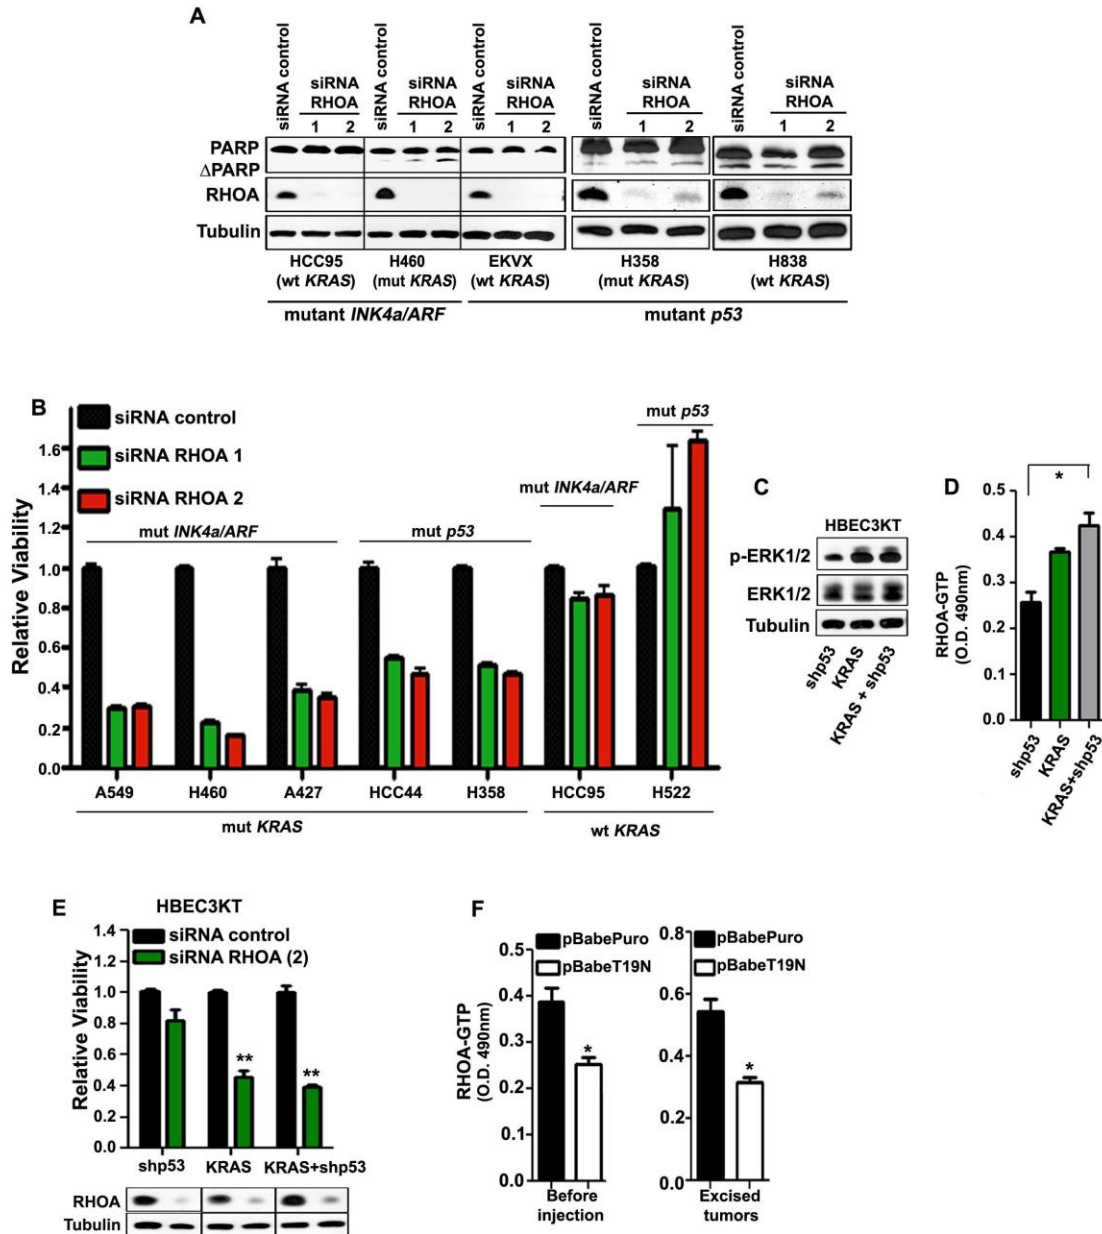 A
siRNA control
siRNA RHOA
1 2
siRNA control
siRNA RHOA
1 2
siRNA control
siRNA RHOA
1 2
siRNA control
siRNA RHOA
1 2
siRNA control
siRNA RHOA
1 2
PARP
ΔPARP
RHOA
Tubulin
HCC95 H460 EKVX H358 H838
(wt KRAS) (mut KRAS) (wt KRAS) (mut KRAS) (wt KRAS)
mutant INK4a/ARF mutant p53
B
siRNA control
siRNA RHOA 1
siRNA RHOA 2
Relative Viability
1.6
1.4
1.2
1.0
0.8
0.6
0.4
0.2
0.0
mut INK4a/ARF
mut p53
mut INK4a/ARF
mut p53
A549 H460 A427 HCC44 H358 HCC95 H522
mut KRAS wt KRAS
C
HBEC3KT
p-ERK1/2
ERK1/2
Tubulin
shp53
KRAS
KRAS + shp53
D
RHOA-GTP
(O.D. 490nm)
0.5
0.4
0.3
0.2
0.1
0.0
*
shp53
KRAS
KRAS+shp53
E
HBEC3KT
siRNA control
siRNA RHOA (2)
Relative Viability
1.4
1.2
1.0
0.8
0.6
0.4
0.2
0.0
**
**
shp53 KRAS KRAS+shp53
RHOA
Tubulin
F
pBabePuro
pBabeT19N
RHOA-GTP
(O.D. 490nm)
0.5
0.4
0.3
0.2
0.1
0.0
*
Before
injection
pBabePuro
pBabeT19N
0.8
0.6
0.4
0.2
0.0
*
Excised
tumors